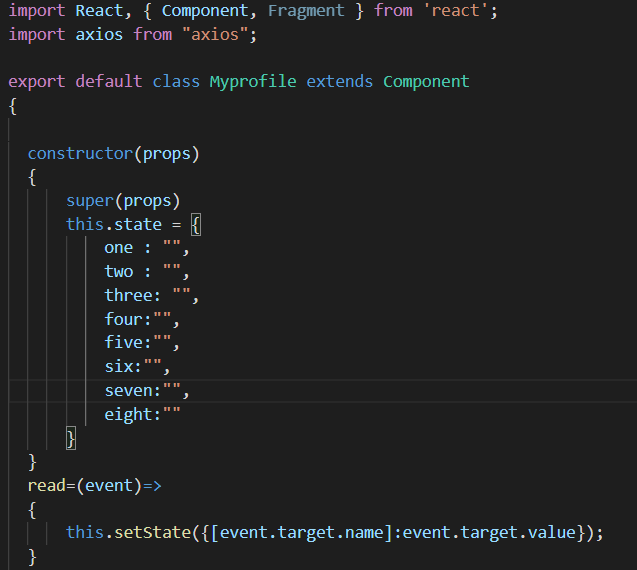 import React, { Component, Fragment } from 'react';
import axios from "axios";
export default class Myprofile extends Component
{
constructor(props)
{
super(props)
this.state = {
one : "",
two : "",
three: "",
four:"",
five:"",
six:"",
seven:"",
eight:""
}
}
read=(event)=>
{
this.setState({[event.target.name]:event.target.value});
}